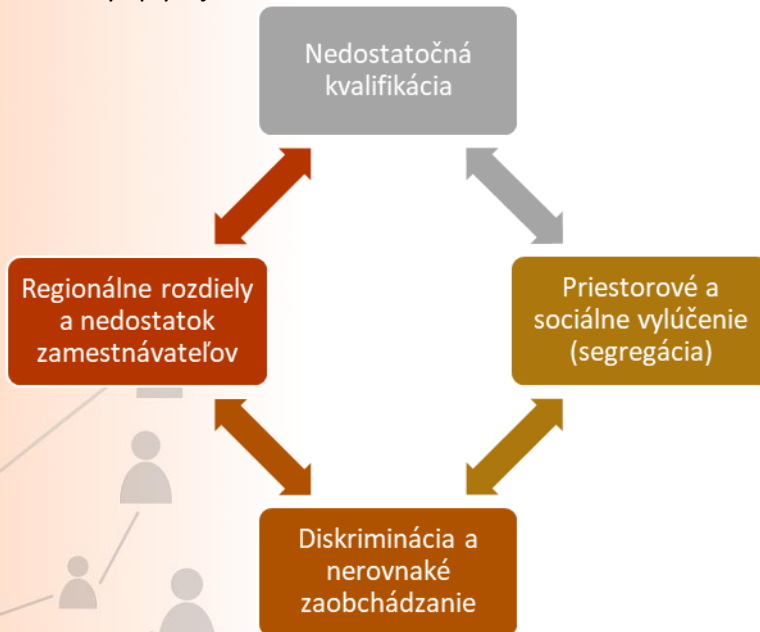 Nedostatočná
kvalifikácia
Regionálne rozdiely
a nedostatok
zamestnávateľov
Priestorové a
sociálne vylúčenie
(segregácia)
Diskriminácia a
nerovnaké
zaobchádzanie